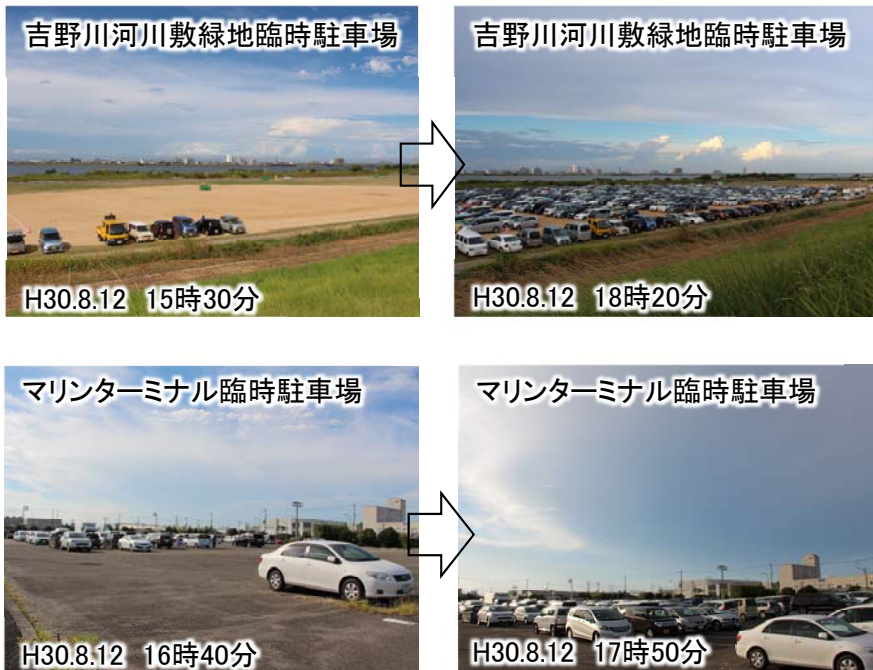 吉野川河川敷緑地臨時駐車場
H30.8.12 15時30分
吉野川河川敷緑地臨時駐車場
H30.8.12 18時20分
マリンターミナル臨時駐車場
H30.8.12 16時40分
マリンターミナル臨時駐車場
H30.8.12 17時50分